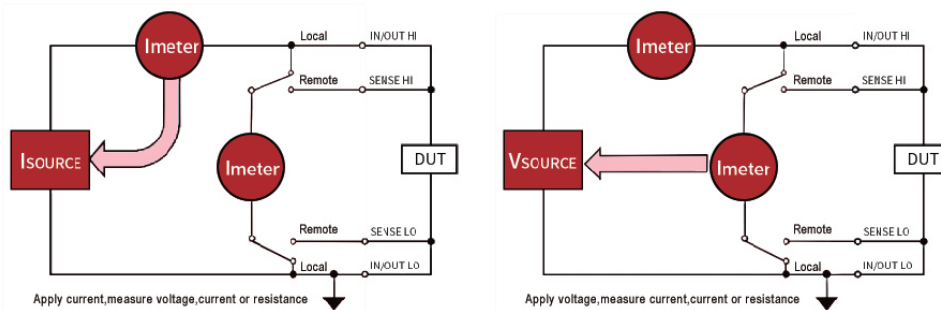 Imeter
Local
IN/OUT HI
Remote
SENSE HI
ISOURCE
Imeter
DUT
Remote
SENSE LO
Local
IN/OUT LO
Apply current,measure voltage,current or resistance
Imeter
Local
IN/OUT HI
Remote
SENSE HI
VSOURCE
Imeter
DUT
Remote
SENSE LO
Local
IN/OUT LO
Apply voltage,measure current,current or resistance